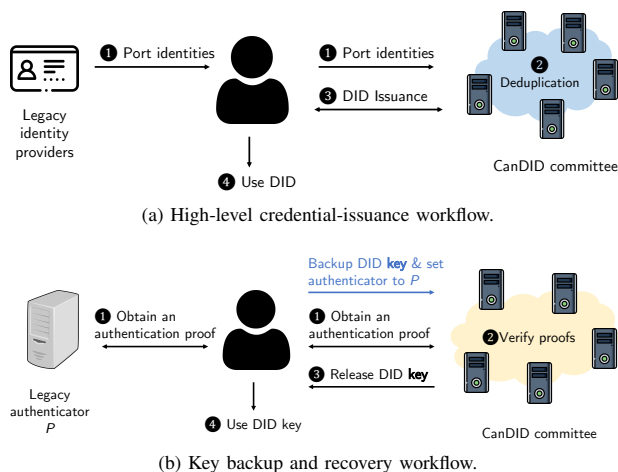 ❶ Port identities
❶ Port identities
❷
Deduplication
❸ DID Issuance
Legacy
identity
providers
CanDID committee
❹ Use DID
(a) High-level credential-issuance workflow.
Backup DID key & set
authenticator to P
❶ Obtain an
authentication proof
❶ Obtain an
authentication proof
❷Verify proofs
❸ Release DID key
Legacy
authenticator
P
❹ Use DID key
CanDID committee
(b) Key backup and recovery workflow.